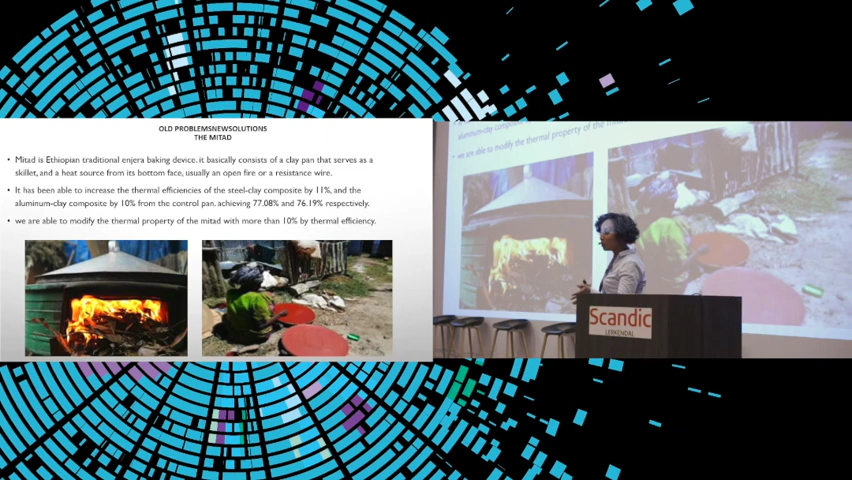 OLD PROBLEMSNEWSOLUTIONS
THE MITAD
• Mitad is Ethiopian traditional enjera baking device. it basically consists of a clay pan that serves as a
skillet, and a heat source from its bottom face, usually an open fire or a resistance wire.
• It has been able to increase the thermal efficiencies of the steel-clay composite by 11%, and the
aluminum-clay composite by 10% from the control pan. achieving 77.08% and 76.19% respectively.
• we are able to modify the thermal property of the mitad with more than 10% by thermal efficiency.
aluminum-clay
• we are able to modify the thermal property of the
Scandic
LERKENDAL